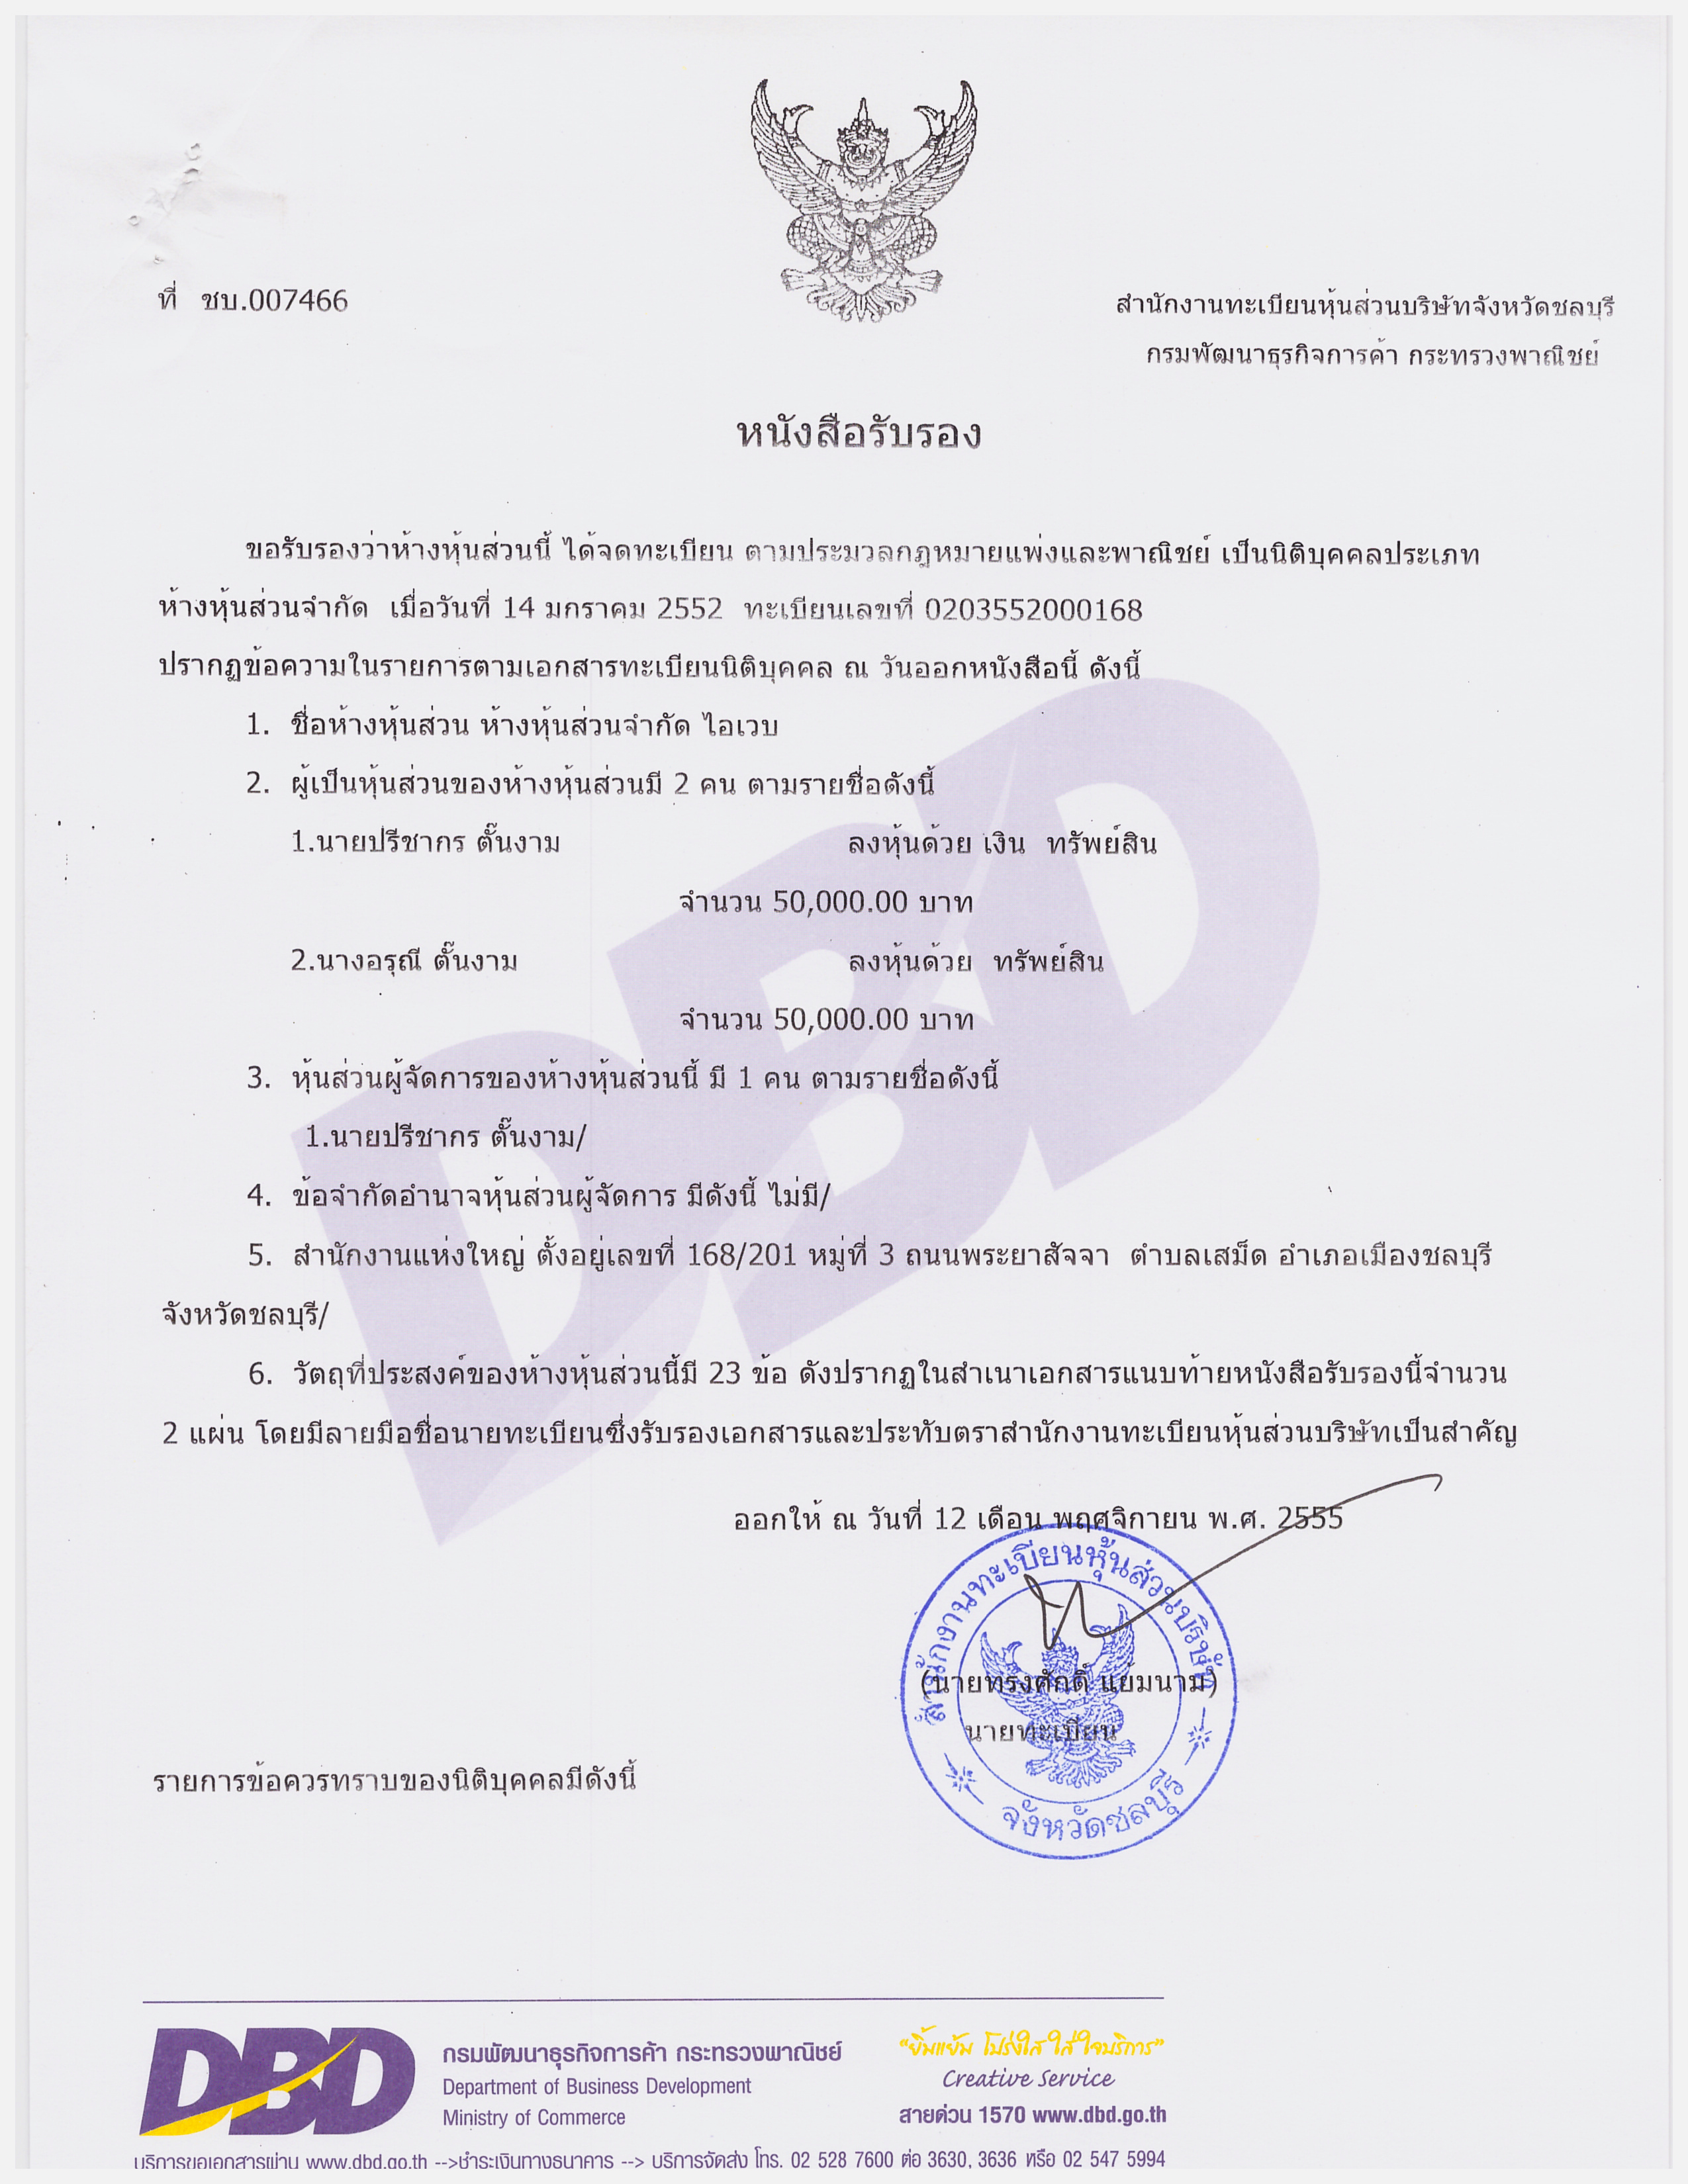 ที่ ชบ.007466
สำนักงานทะเบียนหุ้นส่วนบริษัทจังหวัดชลบุรี
กรมพัฒนาธุรกิจการค้า กระทรวงพาณิชย์
หนังสือรับรอง
ขอรับรองว่าห้างหุ้นส่วนนี้ ได้จดทะเบียน ตามประมวลกฎหมายแพ่งและพาณิชย์ เป็นนิติบุคคลประเภท
ห้างหุ้นส่วนจำกัด เมื่อวันที่ 14 มกราคม 2552 ทะเบียนเลขที่ 0203552000168
ปรากฏข้อความในรายการตามเอกสารทะเบียนนิติบุคคล ณ วันออกหนังสือนี้ ดังนี้
1. ชื่อห้างหุ้นส่วน ห้างหุ้นส่วนจำกัด ไอเวบ
2. ผู้เป็นหุ้นส่วนของห้างหุ้นส่วนมี 2 คน ตามรายชื่อดังนี้
1.นายปรีชากร ตั๊นงาม ลงหุ้นด้วย เงิน ทรัพย์สิน
จำนวน 50,000.00 บาท
2.นางอรุณี ตั๊นงาม ลงหุ้นด้วย ทรัพย์สิน
จำนวน 50,000.00 บาท
3. หุ้นส่วนผู้จัดการของห้างหุ้นส่วนนี้ มี 1 คน ตามรายชื่อดังนี้
1.นายปรีชากร ตั๊นงาม/
4. ข้อจำกัดอำนาจหุ้นส่วนผู้จัดการ มีดังนี้ ไม่มี/
5. สำนักงานแห่งใหญ่ ตั้งอยู่เลขที่ 168/201 หมู่ที่ 3 ถนนพระยาสัจจา ตำบลเสม็ด อำเภอเมืองชลบุรี
จังหวัดชลบุรี/
6. วัตถุที่ประสงค์ของห้างหุ้นส่วนนี้มี 23 ข้อ ดังปรากฏในสำเนาเอกสารแนบท้ายหนังสือรับรองนี้จำนวน
2 แผ่น โดยมีลายมือชื่อนายทะเบียนซึ่งรับรองเอกสารและประทับตราสำนักงานทะเบียนหุ้นส่วนบริษัทเป็นสำคัญ
ออกให้ ณ วันที่ 12 เดือน พฤศจิกายน พ.ศ. 2555
สำนักงานทะเบียนหุ้นส่วนบริษัท
(นายทรงศักดิ์ แย้มนาม)
นายทะเบียน
จังหวัดชลบุรี
รายการข้อควรทราบของนิติบุคคลมีดังนี้
DBD
กรมพัฒนาธุรกิจการค้า กระทรวงพาณิชย์
Department of Business Development
Ministry of Commerce
"ยิ้มแย้ม โปร่งใส ใส่ใจบริการ"
Creative Service
สายด่วน 1570 www.dbd.go.th
บริการขอเอกสารผ่าน www.dbd.go.th -->ชำระเงินทางธนาคาร --> บริการจัดส่ง โทร. 02 528 7600 ต่อ 3630, 3636 หรือ 02 547 5994